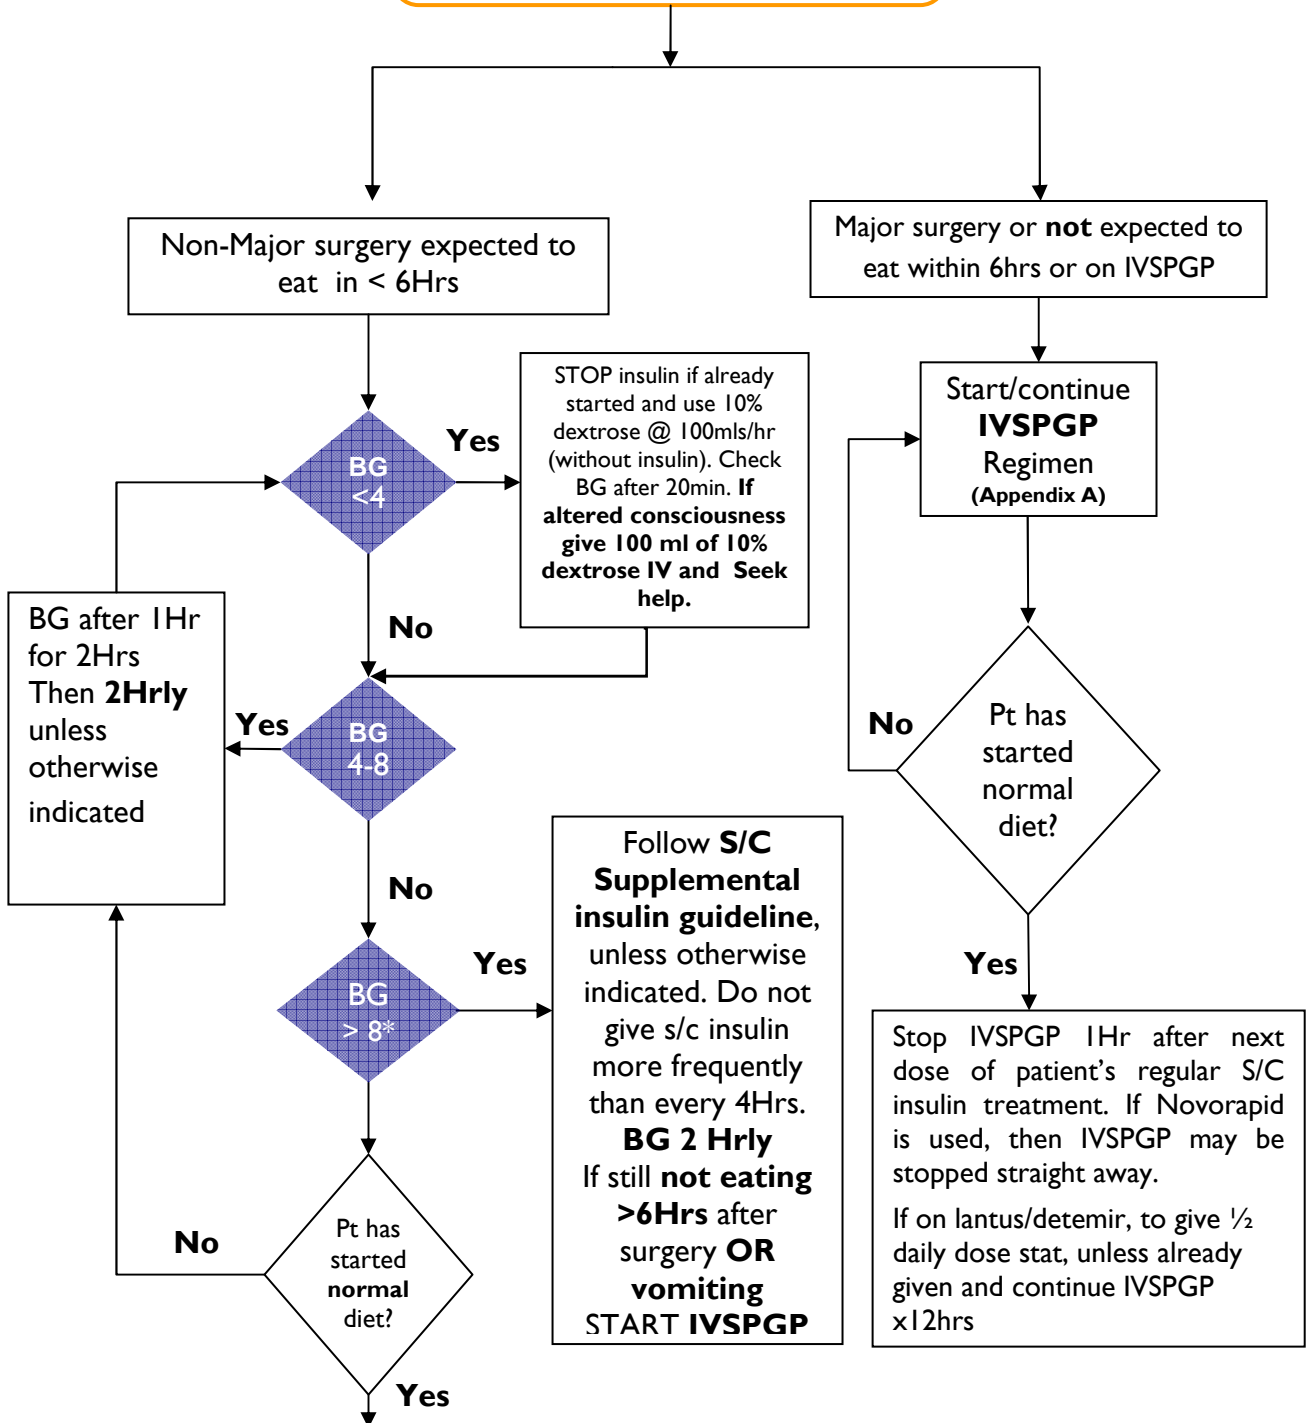 Non-Major surgery expected to
eat in < 6Hrs
Major surgery or not expected to
eat within 6hrs or on IVSPGP
BG
<4
Yes
STOP insulin if already
started and use 10%
dextrose @ 100mls/hr
(without insulin). Check
BG after 20min. If
altered consciousness
give 100 ml of 10%
dextrose IV and Seek
help.
Start/continue
IVSPGP
Regimen
(Appendix A)
No
BG after 1Hr
for 2Hrs
Then 2Hrly
unless
otherwise
indicated
Yes
BG
4-8
No
Pt has
started
normal
diet?
No
BG
> 8*
Yes
Follow S/C
Supplemental
insulin guideline,
unless otherwise
indicated. Do not
give s/c insulin
more frequently
than every 4Hrs.
BG 2 Hrly
If still not eating
>6Hrs after
surgery OR
vomiting
START IVSPGP
Yes
Stop IVSPGP 1Hr after next
dose of patient's regular S/C
insulin treatment. If Novorapid
is used, then IVSPGP may be
stopped straight away.
If on lantus/detemir, to give ½
daily dose stat, unless already
given and continue IVSPGP
x12hrs
No
Pt has
started
normal
diet?
Yes